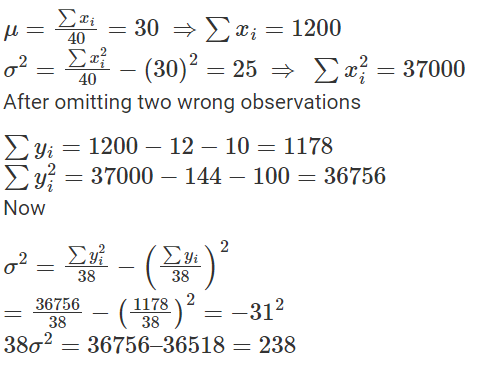 μ = ∑xᵢ/40 = 30 ⇒ ∑xᵢ = 1200
σ² = ∑xᵢ²/40 − (30)² = 25 ⇒ ∑xᵢ² = 37000
After omitting two wrong observations
∑yᵢ = 1200 − 12 − 10 = 1178
∑yᵢ² = 37000 − 144 − 100 = 36756
Now
σ² = ∑yᵢ²/38 − (∑yᵢ/38)²
= 36756/38 − (1178/38)² = −31²
38σ² = 36756–36518 = 238